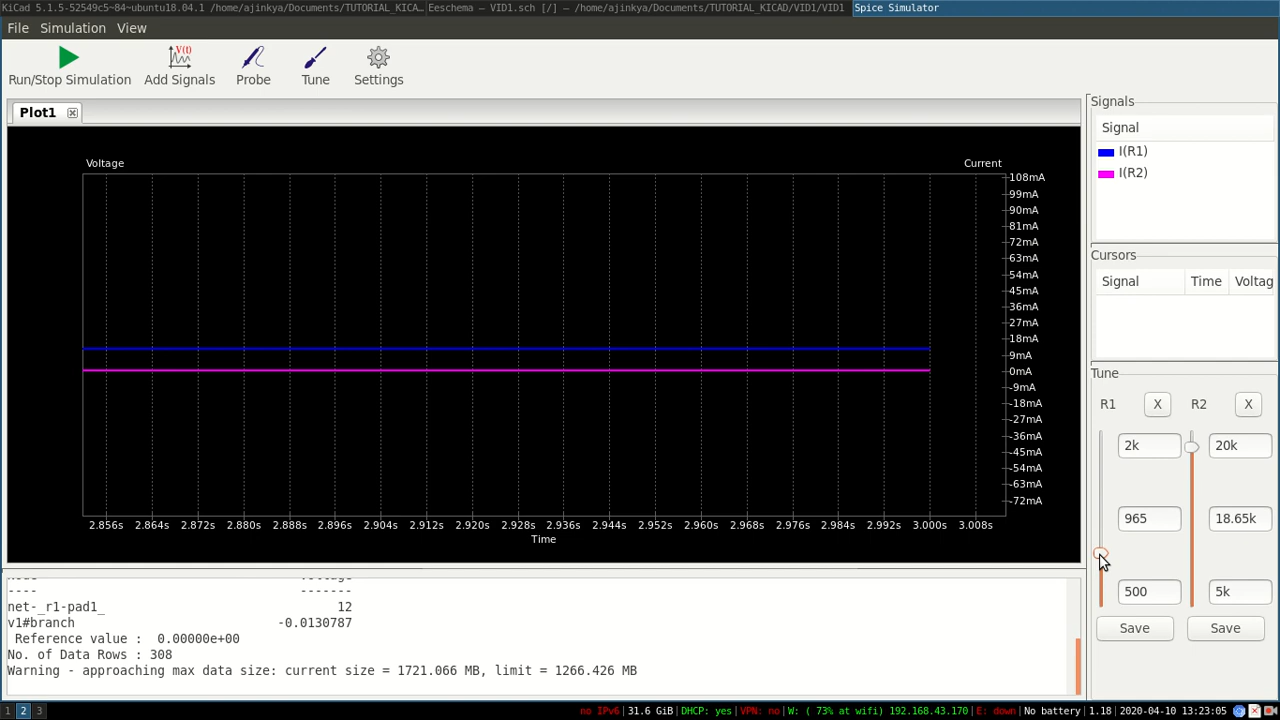 KiCad 5.1.5-52549c5~84~ubuntu18.04.1 /home/ajinkya/Documents/TUTORIAL_KICA… Eeschema – VID1.sch [/] – /home/ajinkya/Documents/TUTORIAL_KICAD/VID1/VID1 Spice Simulator
File Simulation View
V(t)
Run/Stop Simulation Add Signals Probe Tune Settings
Plot1
Voltage Current
108mA
99mA
90mA
81mA
72mA
63mA
54mA
45mA
36mA
27mA
18mA
9mA
0mA
-9mA
-18mA
-27mA
-36mA
-45mA
-54mA
-63mA
-72mA
2.856s 2.864s 2.872s 2.880s 2.888s 2.896s 2.904s 2.912s 2.920s 2.928s 2.936s 2.944s 2.952s 2.960s 2.968s 2.976s 2.984s 2.992s 3.000s 3.008s
Time
Signals
Signal
I(R1)
I(R2)
Cursors
Signal Time Voltag
Tune
R1 X R2 X
2k 20k
965 18.65k
500 5k
Save Save
---- -------
net-_r1-pad1_ 12
v1#branch -0.0130787
Reference value : 0.00000e+00
No. of Data Rows : 308
Warning - approaching max data size: current size = 1721.066 MB, limit = 1266.426 MB
1 2 3 no IPv6|31.6 GiB|DHCP: yes|VPN: no|W: ( 73% at wifi) 192.168.43.170|E: down|No battery|1.18|2020-04-10 13:23:05